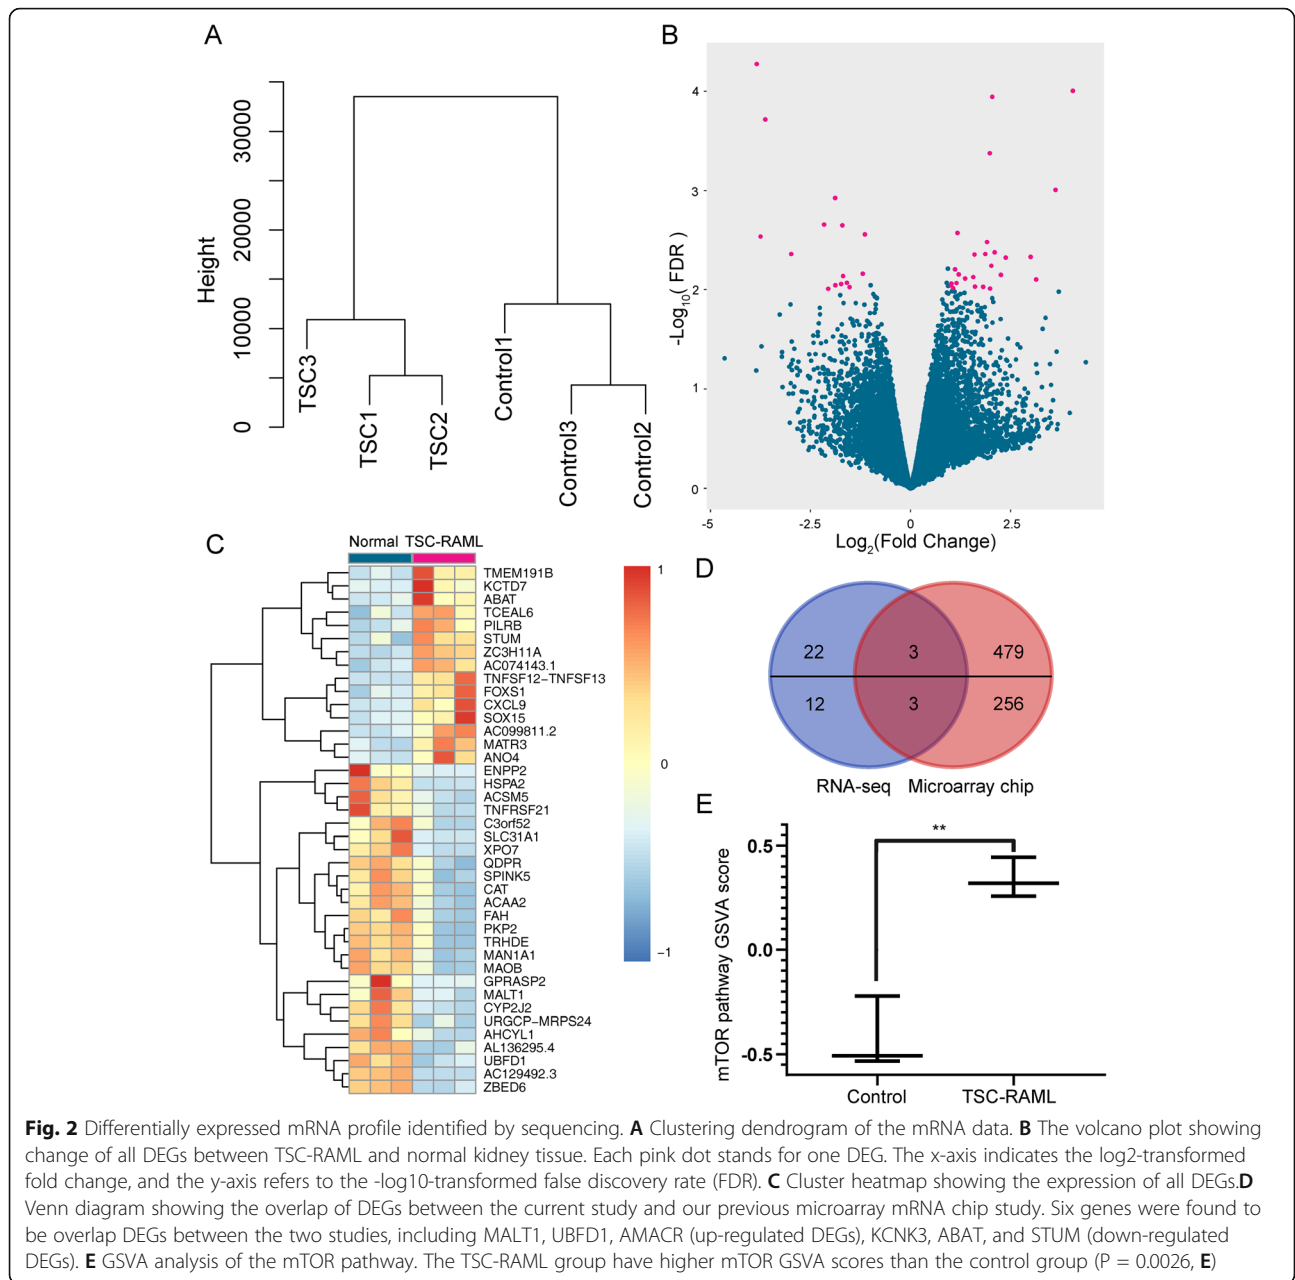 A
Height
0
10000
20000
30000
TSC3
TSC1
TSC2
Control1
Control3
Control2
B
-Log10( FDR )
4
3
2
1
0
-5
-2.5
0
2.5
Log2(Fold Change)
C
Normal TSC-RAML
TMEM191B
KCTD7
ABAT
TCEAL6
PILRB
STUM
ZC3H11A
AC074143.1
TNFSF12-TNFSF13
FOXS1
CXCL9
SOX15
AC099811.2
MATR3
ANO4
ENPP2
HSPA2
ACSM5
TNFRSF21
C3orf52
SLC31A1
XPO7
QDPR
SPINK5
CAT
ACAA2
FAH
PKP2
TRHDE
MAN1A1
MAOB
GPRASP2
MALT1
CYP2J2
URGCP-MRPS24
AHCYL1
AL136295.4
UBFD1
AC129492.3
ZBED6
1
0
-1
D
22 3 479
12 3 256
RNA-seq Microarray chip
E
**
mTOR pathway GSVA score
0.5
0.0
-0.5
Control TSC-RAML
Fig. 2 Differentially expressed mRNA profile identified by sequencing. A Clustering dendrogram of the mRNA data. B The volcano plot showing
change of all DEGs between TSC-RAML and normal kidney tissue. Each pink dot stands for one DEG. The x-axis indicates the log2-transformed
fold change, and the y-axis refers to the -log10-transformed false discovery rate (FDR). C Cluster heatmap showing the expression of all DEGs.D
Venn diagram showing the overlap of DEGs between the current study and our previous microarray mRNA chip study. Six genes were found to
be overlap DEGs between the two studies, including MALT1, UBFD1, AMACR (up-regulated DEGs), KCNK3, ABAT, and STUM (down-regulated
DEGs). E GSVA analysis of the mTOR pathway. The TSC-RAML group have higher mTOR GSVA scores than the control group (P = 0.0026, E)